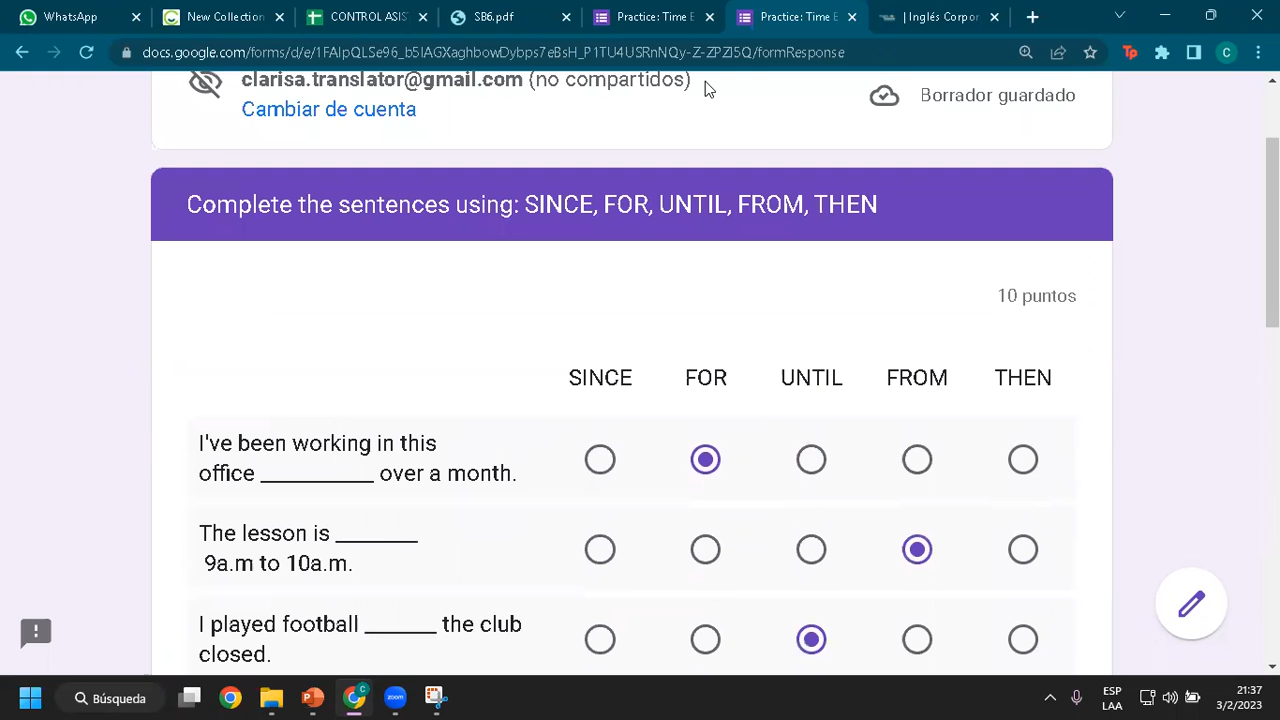 WhatsApp
New Collection
CONTROL ASIS
SB6.pdf
Practice: Time E
Practice: Time E
| Inglés Corpor
docs.google.com/forms/d/e/1FAIpQLSe96_b5IAGXaghbowDybps7eBsH_P1TU4USRnNQy-Z-ZPZI5Q/formResponse
C
clarisa.translator@gmail.com (no compartidos)
Cambiar de cuenta
Borrador guardado
Complete the sentences using: SINCE, FOR, UNTIL, FROM, THEN
10 puntos
SINCE FOR UNTIL FROM THEN
I've been working in this
office __________ over a month.
The lesson is _______
9a.m to 10a.m.
I played football ______ the club
closed.
Búsqueda
zoom
ESP
LAA
21:37
3/2/2023